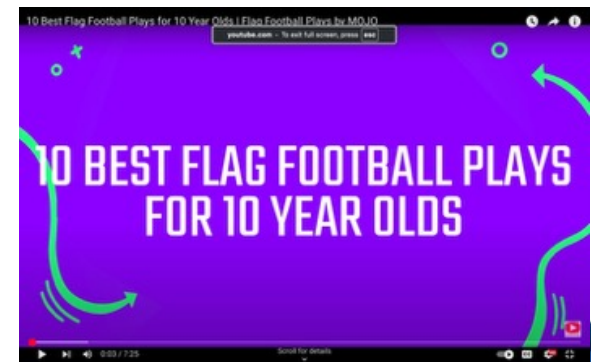 10 Best Flag Football Plays for 10 Year Olds | Flag Football Plays by MOJO
youtube.com - To exit full screen, press esc
10 BEST FLAG FOOTBALL PLAYS
FOR 10 YEAR OLDS
0:03 / 7:25
Scroll for details